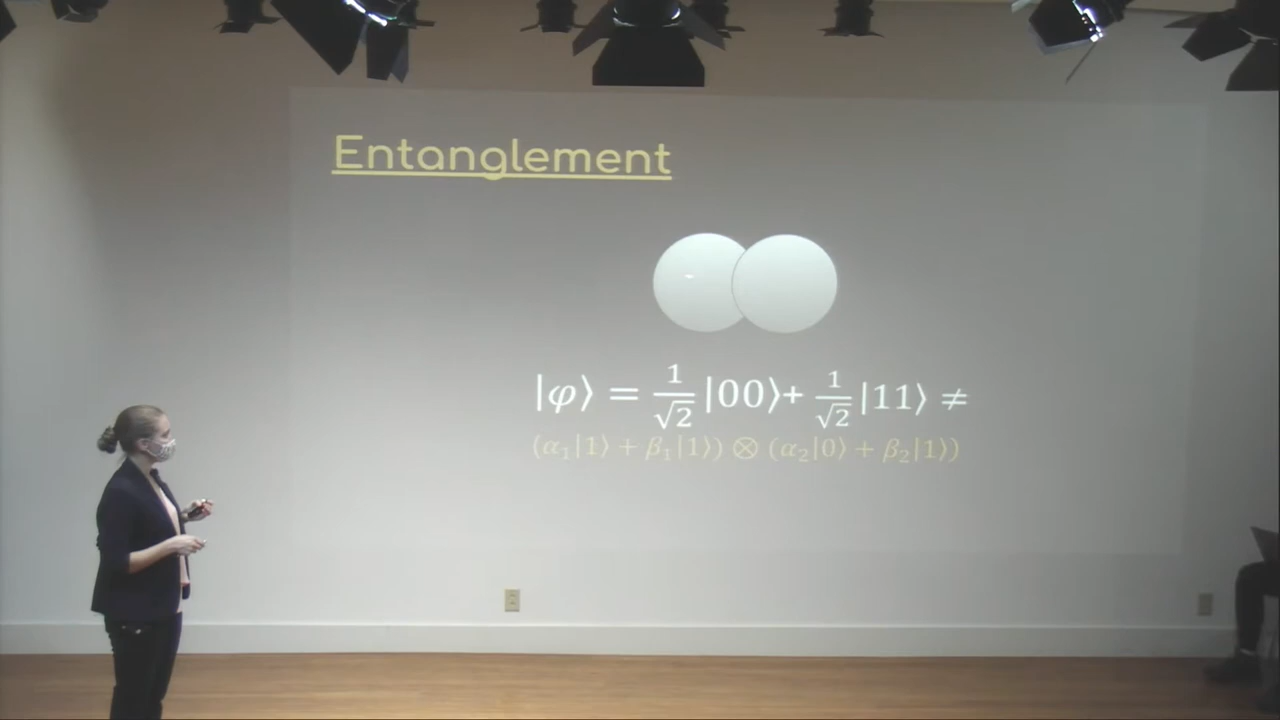 Entanglement
|φ⟩ = 1/√2 |00⟩+ 1/√2 |11⟩ ≠
(α₁|1⟩ + β₁|1⟩) ⊗ (α₂|0⟩ + β₂|1⟩)